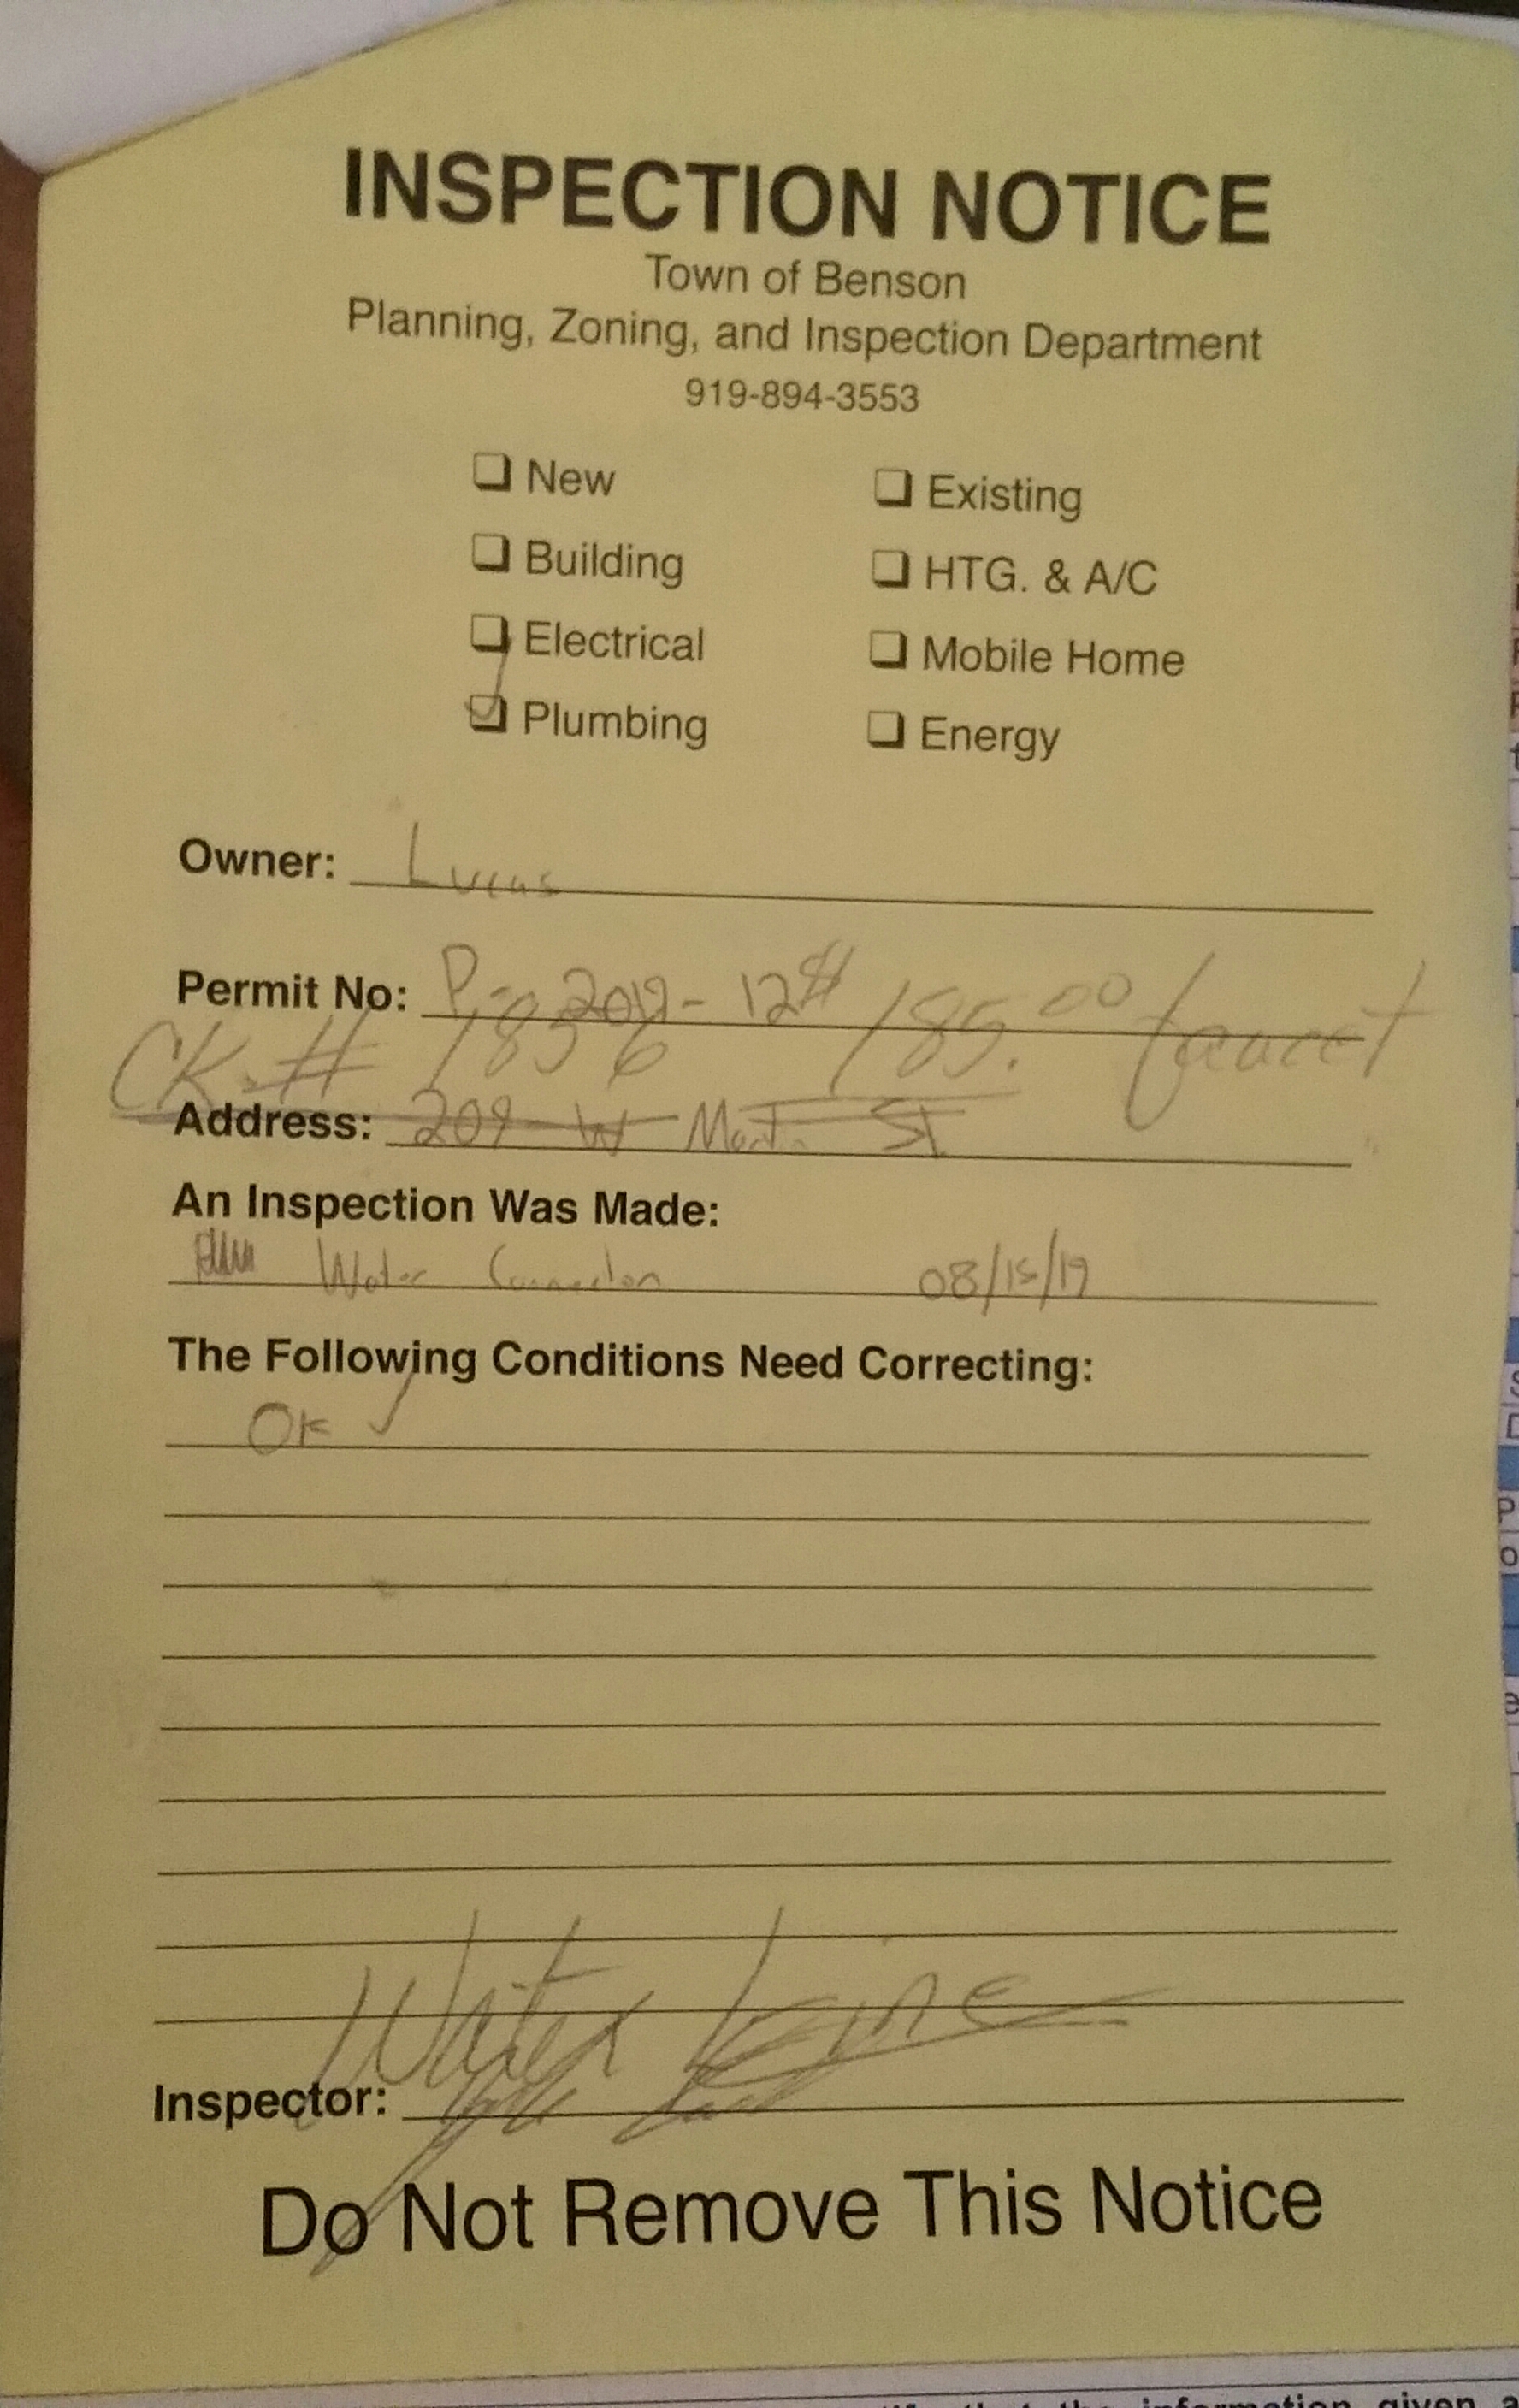 INSPECTION NOTICE
Town of Benson
Planning, Zoning, and Inspection Department
919-894-3553
New
Existing
Building
HTG. & A/C
Electrical
Mobile Home
Plumbing
Energy
Owner: Lucas
Permit No: P-2019-12
CK.# 1856 $185.00 faucet
Address: 209 W Main St
An Inspection Was Made:
Water Connection 08/15/19
The Following Conditions Need Correcting:
OK ✓
Water Line
Inspector:
Do Not Remove This Notice